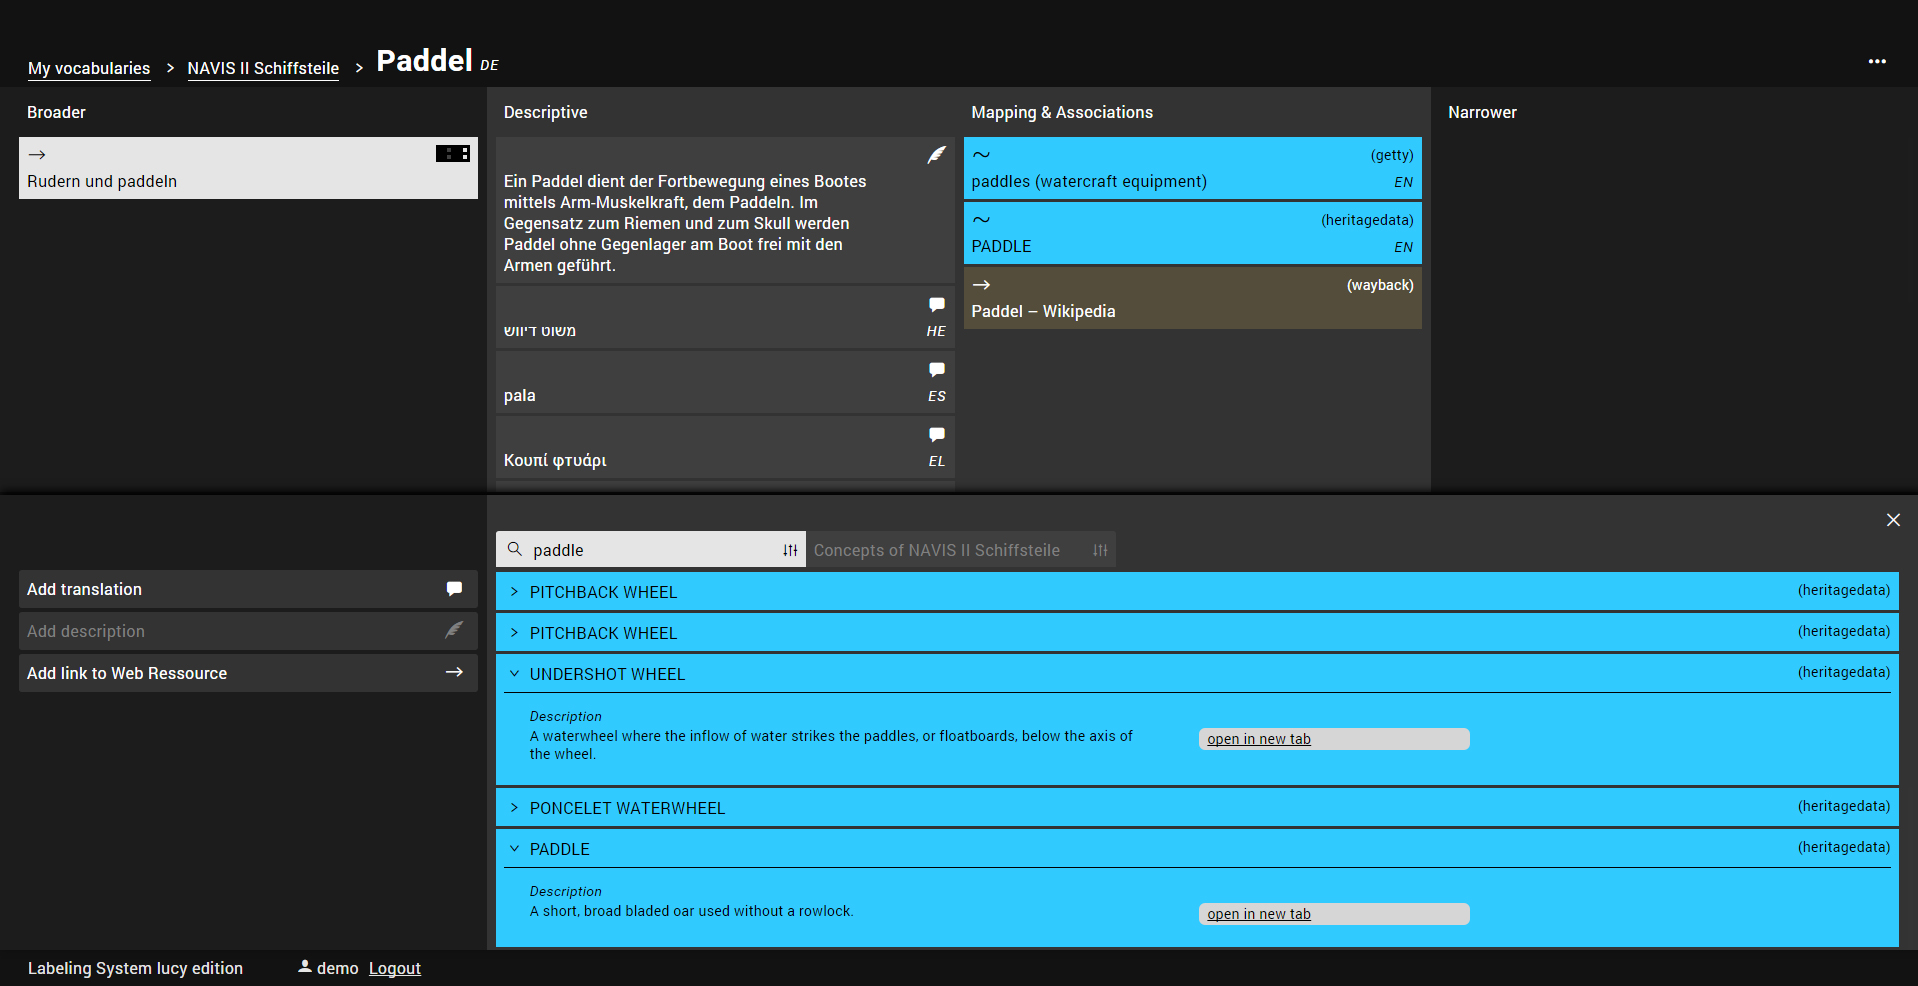 My vocabularies > NAVIS II Schiffsteile > Paddel DE
Broader
Rudern und paddeln
Descriptive
Ein Paddel dient der Fortbewegung eines Bootes
mittels Arm-Muskelkraft, dem Paddeln. Im
Gegensatz zum Riemen und zum Skull werden
Paddel ohne Gegenlager am Boot frei mit den
Armen geführt.
משוט דיווש HE
pala ES
Κουπί φτυάρι EL
Mapping & Associations
(getty)
paddles (watercraft equipment) EN
(heritagedata)
PADDLE EN
(wayback)
Paddel – Wikipedia
Narrower
Add translation
Add description
Add link to Web Ressource
paddle
Concepts of NAVIS II Schiffsteile
PITCHBACK WHEEL (heritagedata)
PITCHBACK WHEEL (heritagedata)
UNDERSHOT WHEEL (heritagedata)
Description
A waterwheel where the inflow of water strikes the paddles, or floatboards, below the axis of
the wheel.
open in new tab
PONCELET WATERWHEEL (heritagedata)
PADDLE (heritagedata)
Description
A short, broad bladed oar used without a rowlock.
open in new tab
Labeling System lucy edition demo Logout